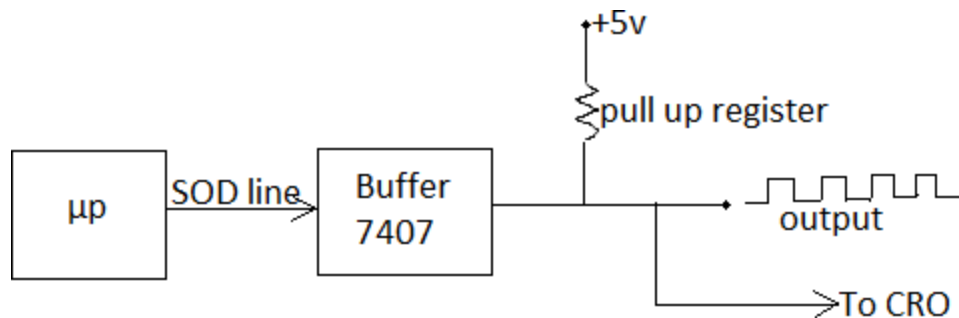 +5v
pull up register
µp
SOD line
Buffer
7407
output
To CRO